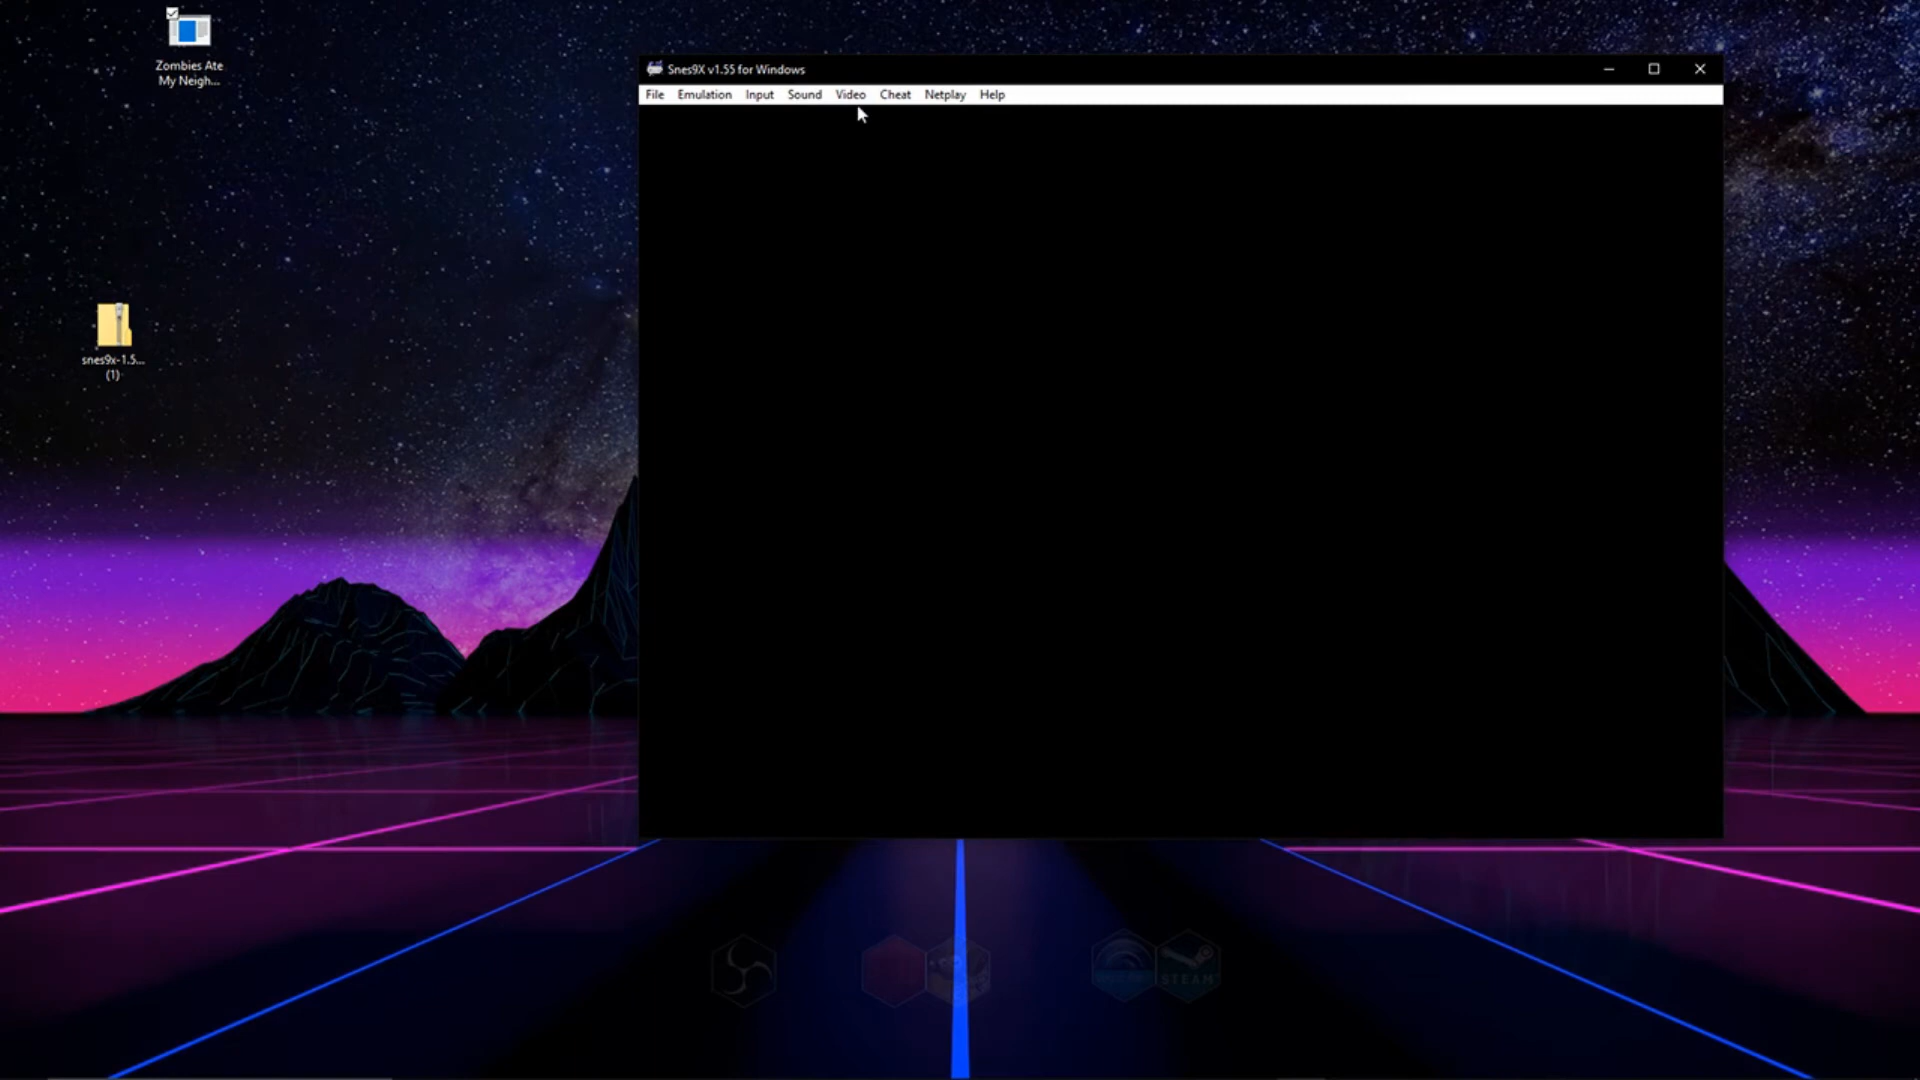 Zombies Ate
My Neigh...
snes9x-1.5...
(1)
Snes9X v1.55 for Windows
File Emulation Input Sound Video Cheat Netplay Help
STEAM